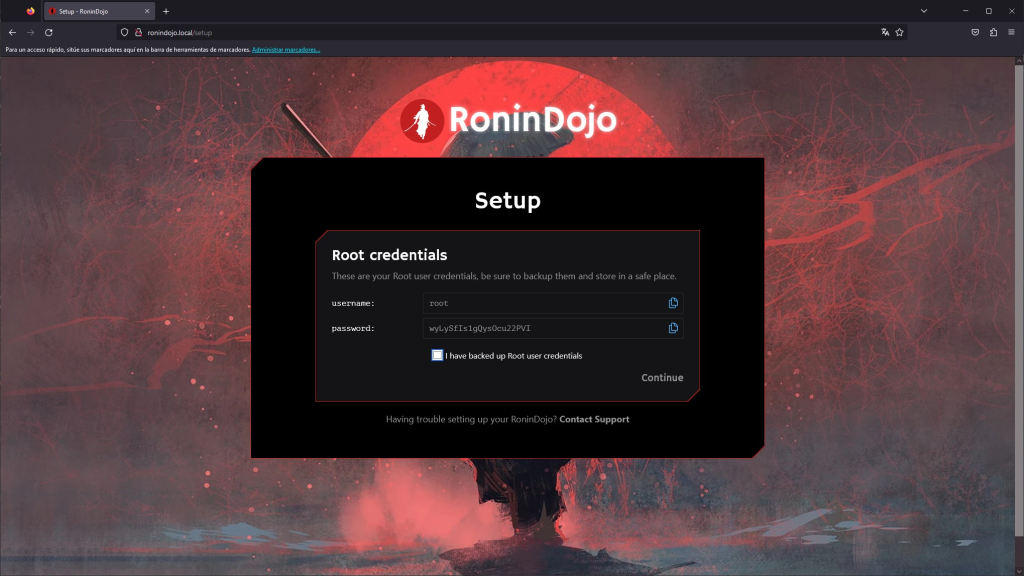 Setup - RoninDojo
ronindojo.local/setup
Para un acceso rápido, sitúe sus marcadores aquí en la barra de herramientas de marcadores. Administrar marcadores...
RoninDojo
Setup
Root credentials
These are your Root user credentials, be sure to backup them and store in a safe place.
username: root
password: wyLySfIs1gQysOcu22PVI
I have backed up Root user credentials
Continue
Having trouble setting up your RoninDojo? Contact Support